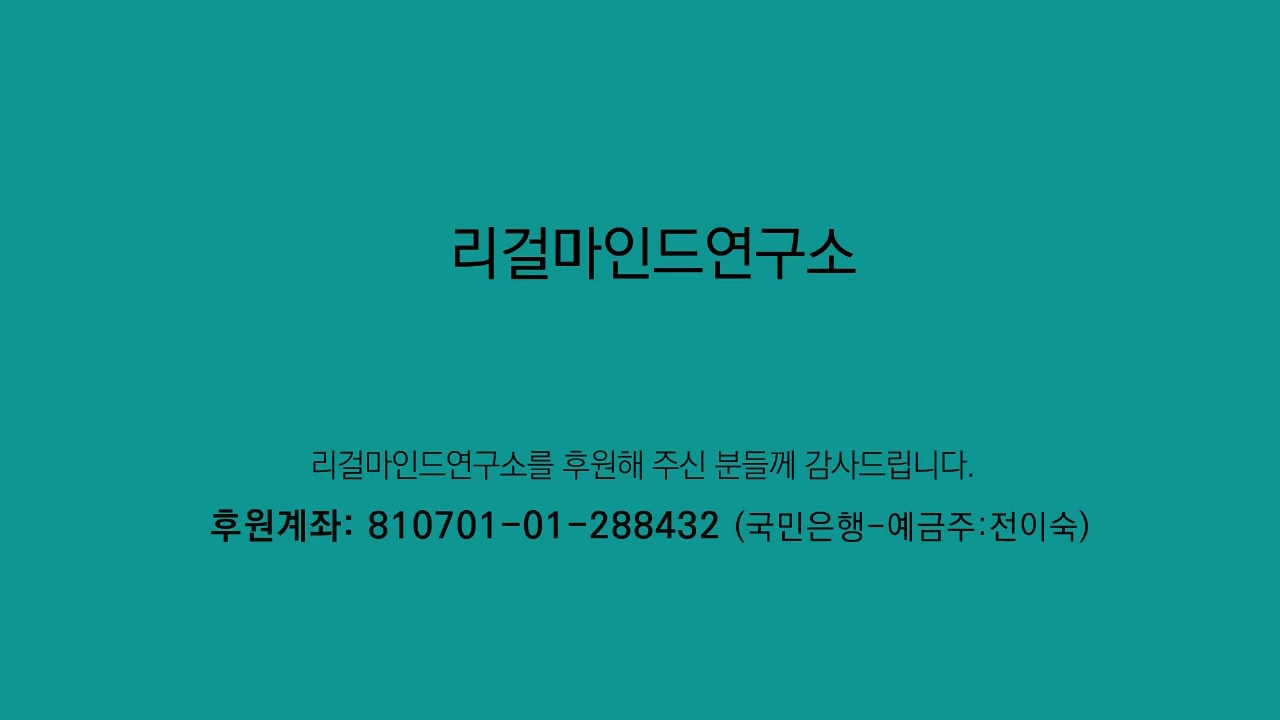 리걸마인드연구소
리걸마인드연구소를 후원해 주신 분들께 감사드립니다.
후원계좌: 810701-01-288432 (국민은행-예금주:전이숙)